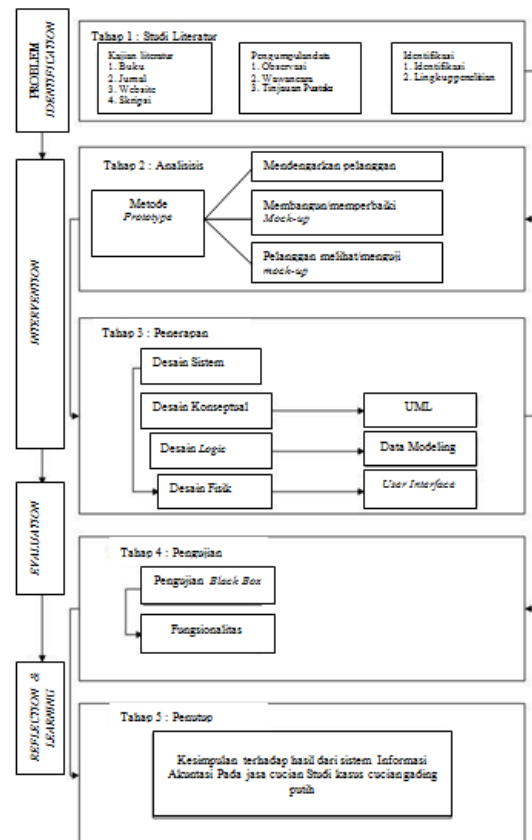 PROBLEM
IDENTIFICATION
Tahap 1 : Studi Literatur
Kajian literatur
1. Buku
2. Jurnal
3. Website
4. Skripsi
Pengumpulandata
1. Observasi
2. Wawancara
3. Tinjauan Pustaka
Identifikasi
1. Identifikasi
2. Lingkuppenelitian
INTERVENTION
Tahap 2 : Analisisis
Metode
Prototype
Mendengarkan pelanggan
Membangun/memperbaiki
Mock-up
Pelanggan melihat/menguji
mock-up
Tahap 3 : Penerapan
Desain Sistem
Desain Konseptual
UML
Desain Logic
Data Modeling
Desain Fisik
User Interface
EVALUATION
Tahap 4 : Pengujian
Pengujian Black Box
Fungsionalitas
REFLECTION &
LEARNING
Tahap 5 : Penutup
Kesimpulan terhadap hasil dari sistem Informasi
Akuntasi Pada jasa cucian Studi kasus cuciangading
putih